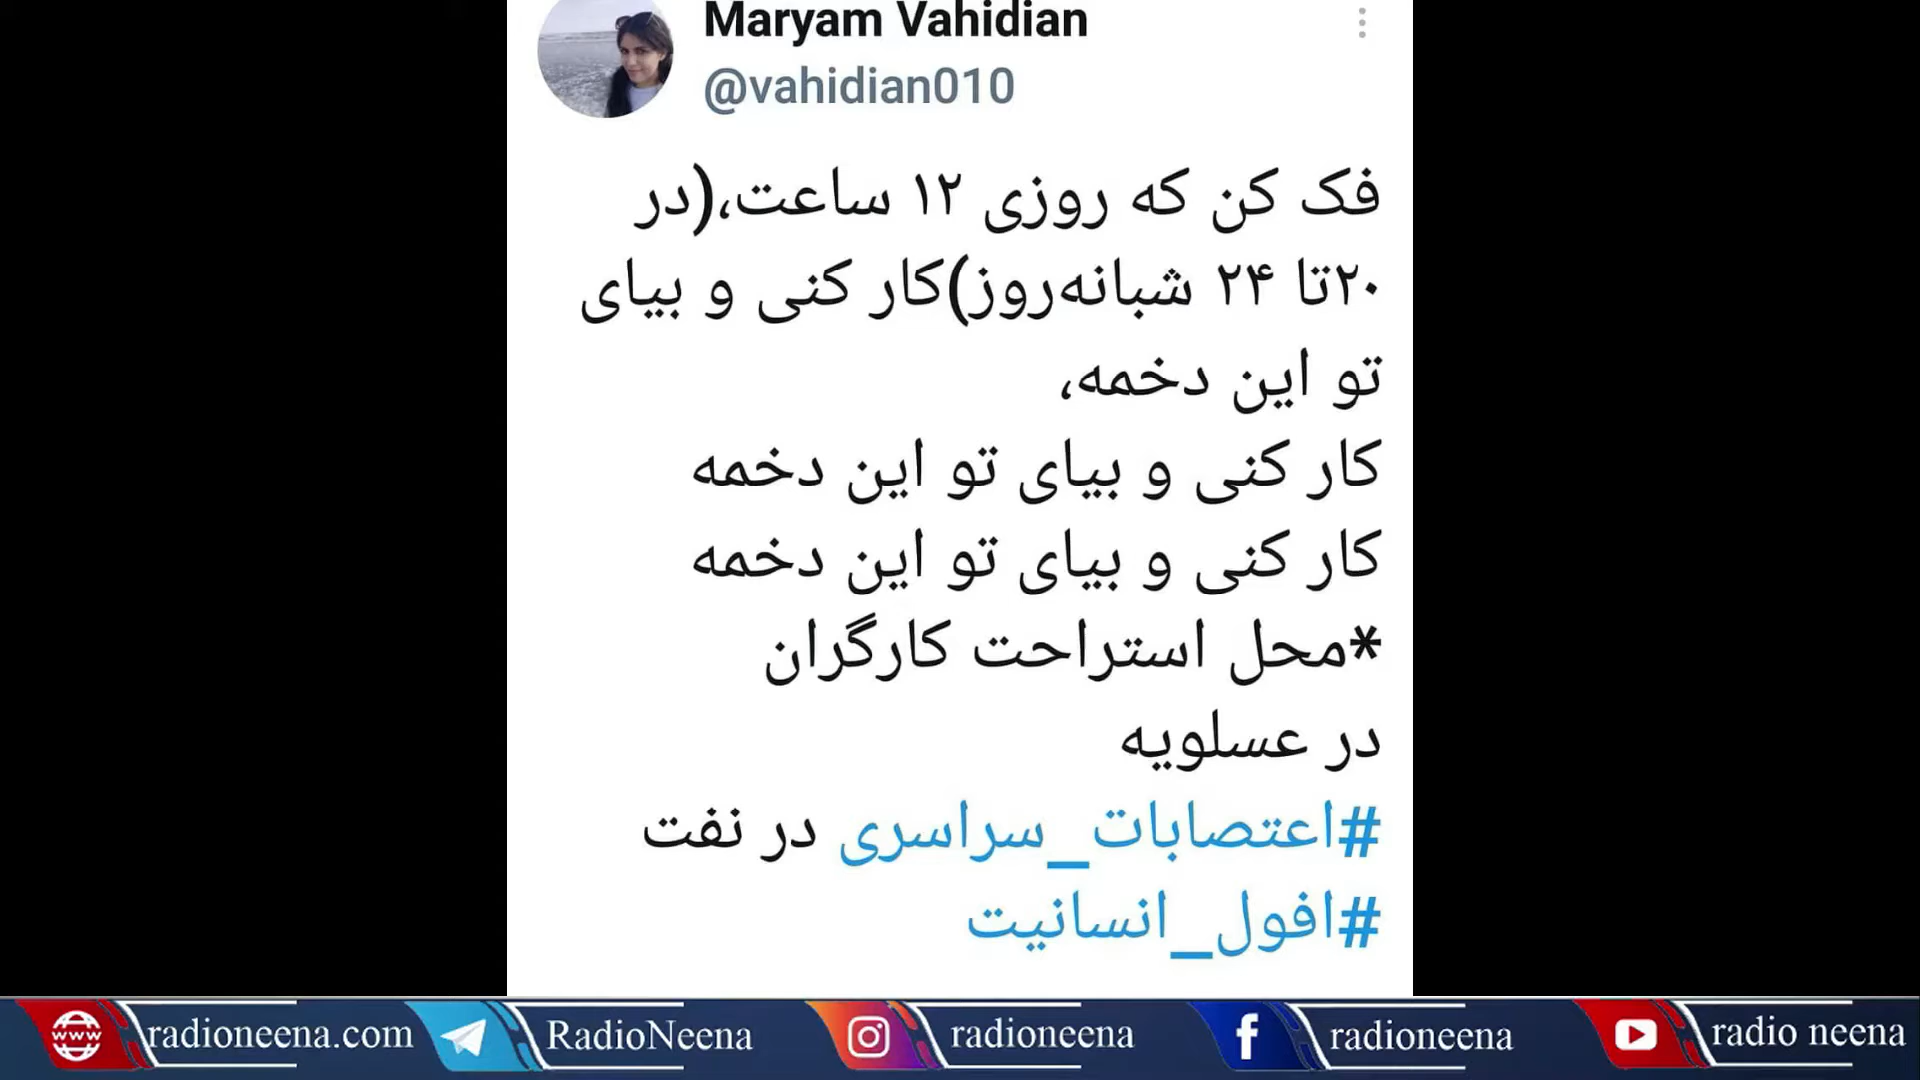 Maryam Vahidian
@vahidian010
فک کن که روزی ۱۲ ساعت،(در
۲۰تا ۲۴ شبانه‌روز)کار کنی و بیای
تو این دخمه،
کار کنی و بیای تو این دخمه
کار کنی و بیای تو این دخمه
*محل استراحت کارگران
در عسلویه
#اعتصابات_سراسری در نفت
#افول_انسانیت
www radioneena.com RadioNeena radioneena radioneena radio neena